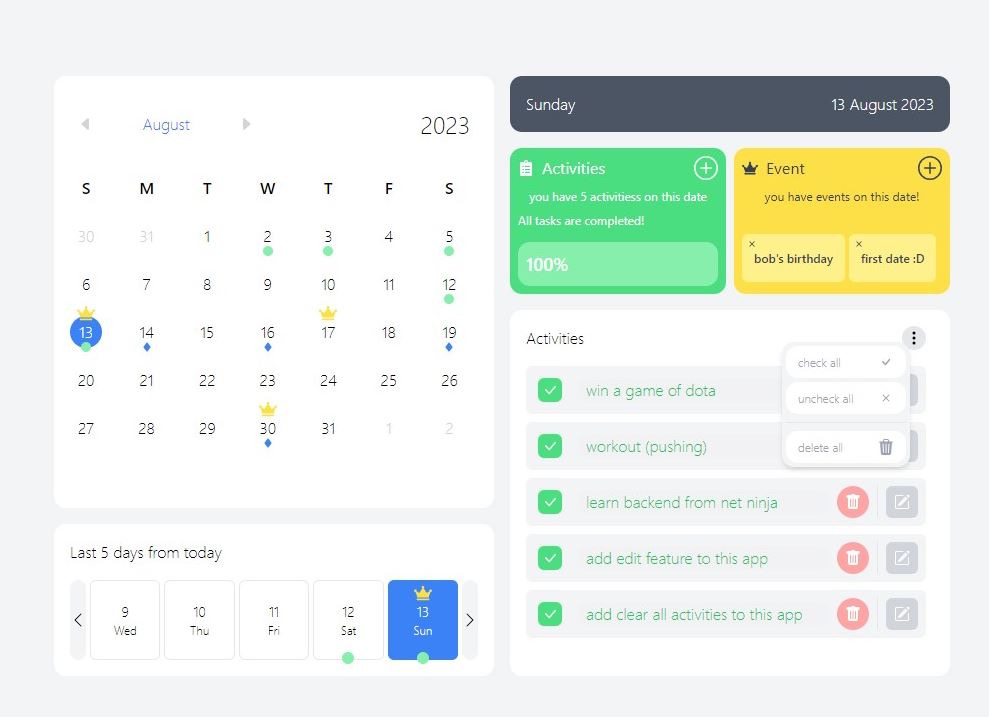 August 2023
S M T W T F S
30 31 1 2 3 4 5
6 7 8 9 10 11 12
13 14 15 16 17 18 19
20 21 22 23 24 25 26
27 28 29 30 31 1 2
Last 5 days from today
9 10 11 12 13
Wed Thu Fri Sat Sun
Sunday 13 August 2023
Activities
you have 5 activitiess on this date
All tasks are completed!
100%
Event
you have events on this date!
bob's birthday first date :D
Activities
check all
uncheck all
delete all
win a game of dota
workout (pushing)
learn backend from net ninja
add edit feature to this app
add clear all activities to this app